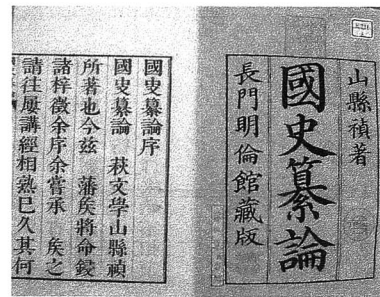 山縣禎著
國史纂論
長門明倫館藏版
國史纂論序
國史纂論　萩文學山縣禎
所著也今茲　藩矦將命鋟
諸梓徵余序余嘗承　矦之
請往屢講經相熟已久其何